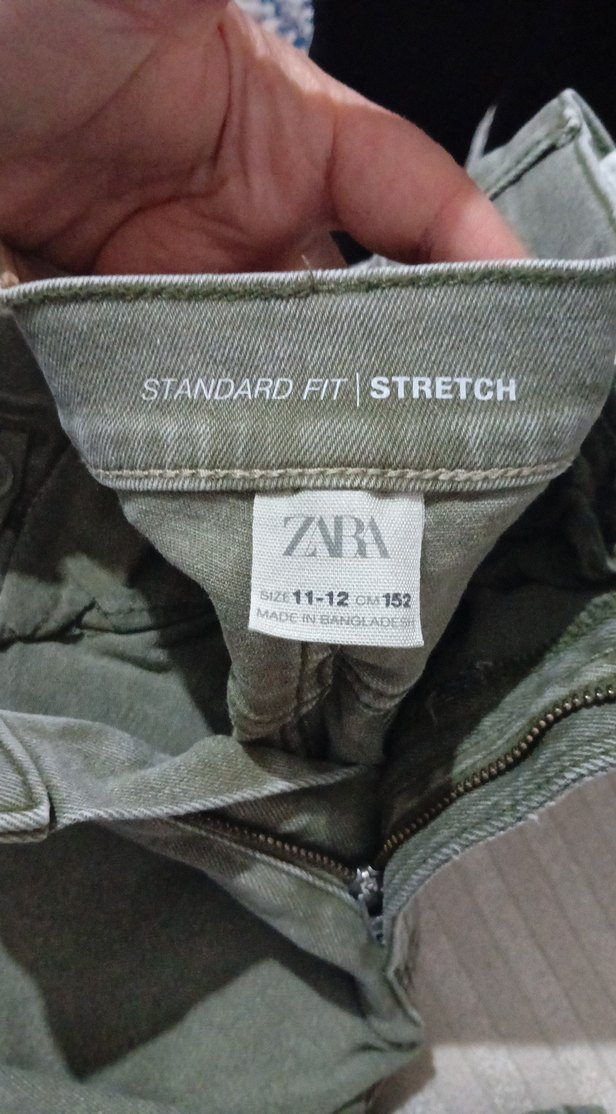 STANDARD FIT | STRETCH
ZARA
SIZE 11-12 CM 152
MADE IN BANGLADESH